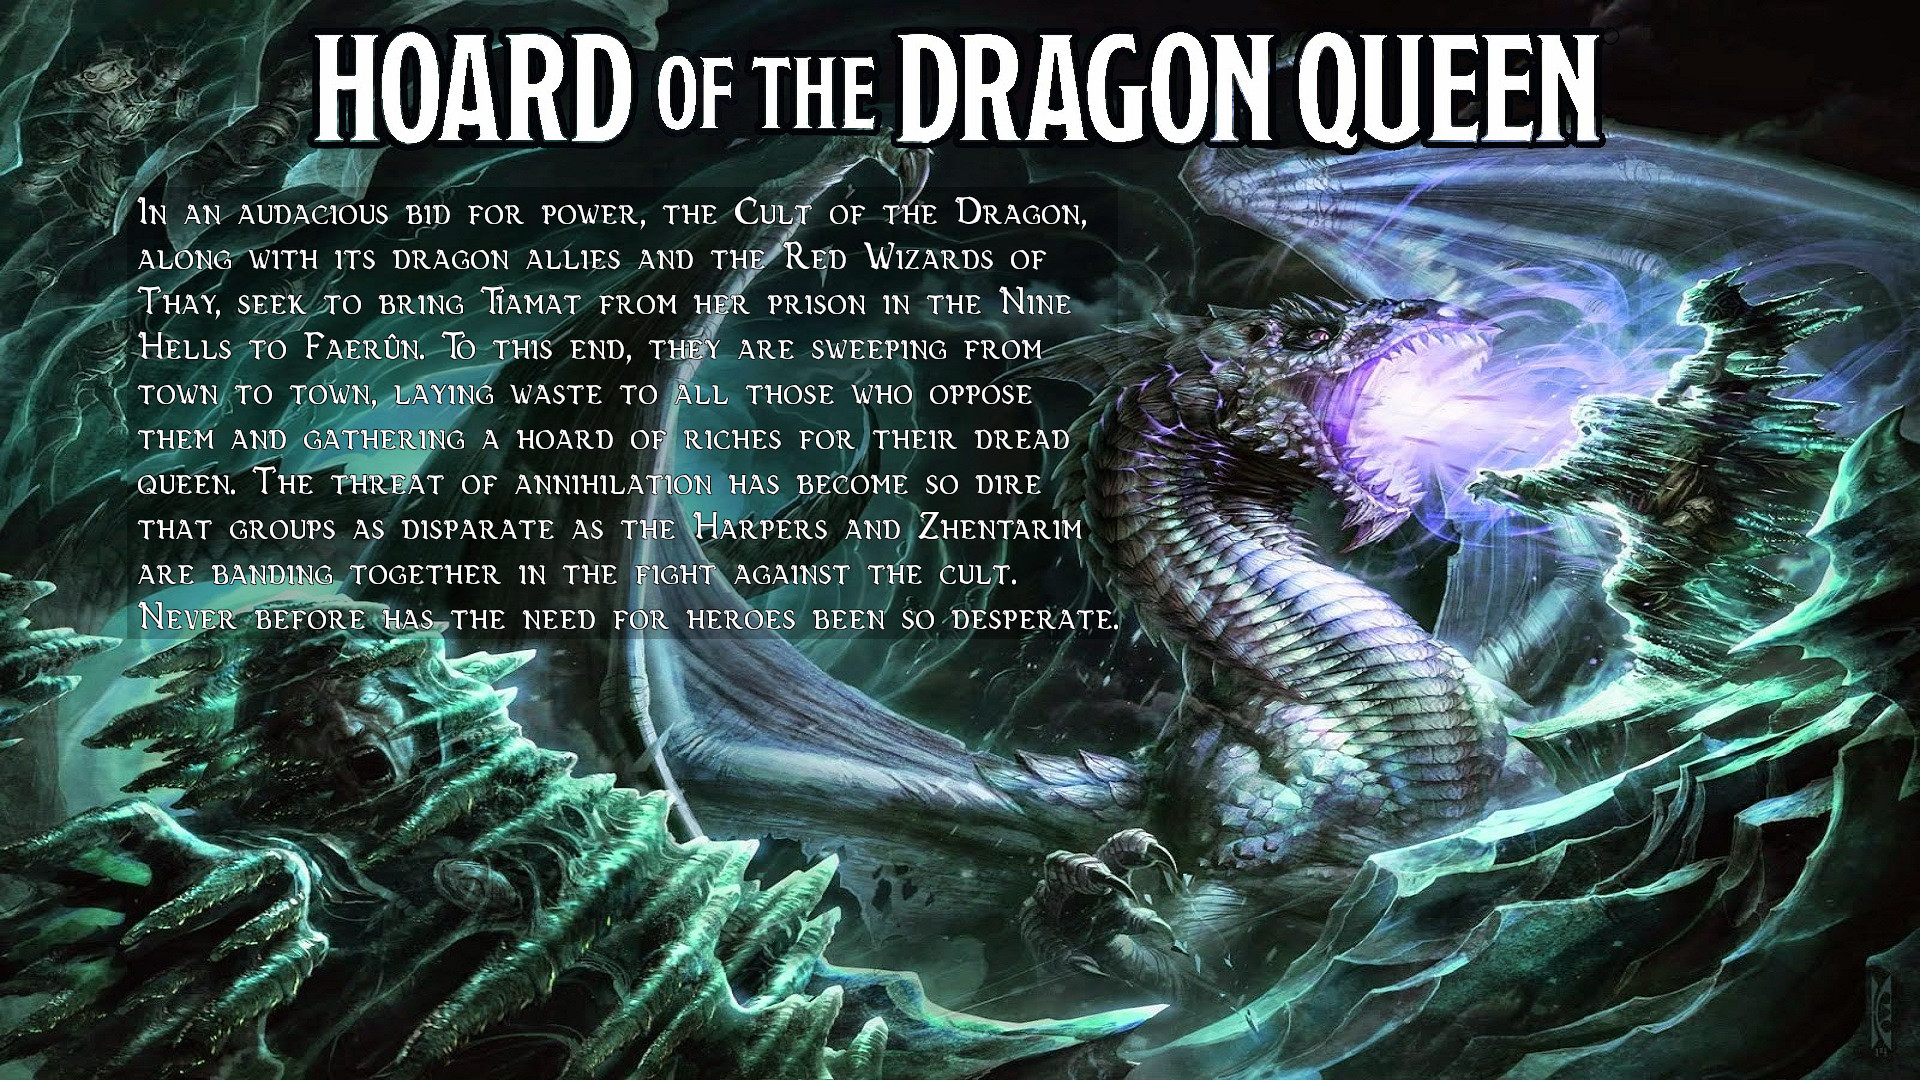 HOARD OF THE DRAGON QUEEN
In an audacious bid for power, the Cult of the Dragon,
along with its dragon allies and the Red Wizards of
Thay, seek to bring Tiamat from her prison in the Nine
Hells to Faerûn. To this end, they are sweeping from
town to town, laying waste to all those who oppose
them and gathering a hoard of riches for their dread
queen. The threat of annihilation has become so dire
that groups as disparate as the Harpers and Zhentarim
are banding together in the fight against the cult.
Never before has the need for heroes been so desperate.